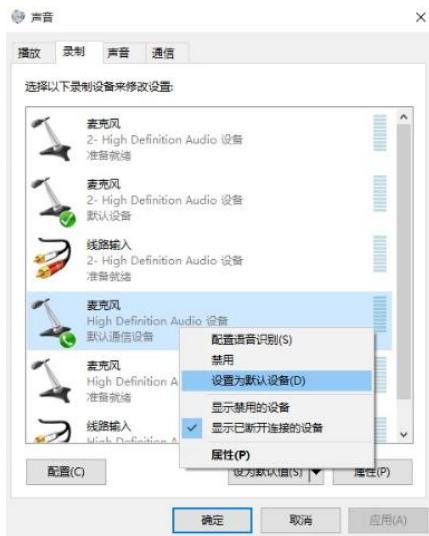 声音
播放 录制 声音 通信
选择以下录制设备来修改设置:
麦克风
2- High Definition Audio 设备
准备就绪
麦克风
2- High Definition Audio 设备
默认设备
线路输入
2- High Definition Audio 设备
准备就绪
麦克风
High Definition Audio 设备
默认通信设备
麦克风
High Definition A
准备就绪
线路输入
High Definition A
配置语音识别(S)
禁用
设置为默认设备(D)
显示禁用的设备
显示已断开连接的设备
属性(P)
配置(C) 设为默认值(S) 属性(P)
确定 取消 应用(A)